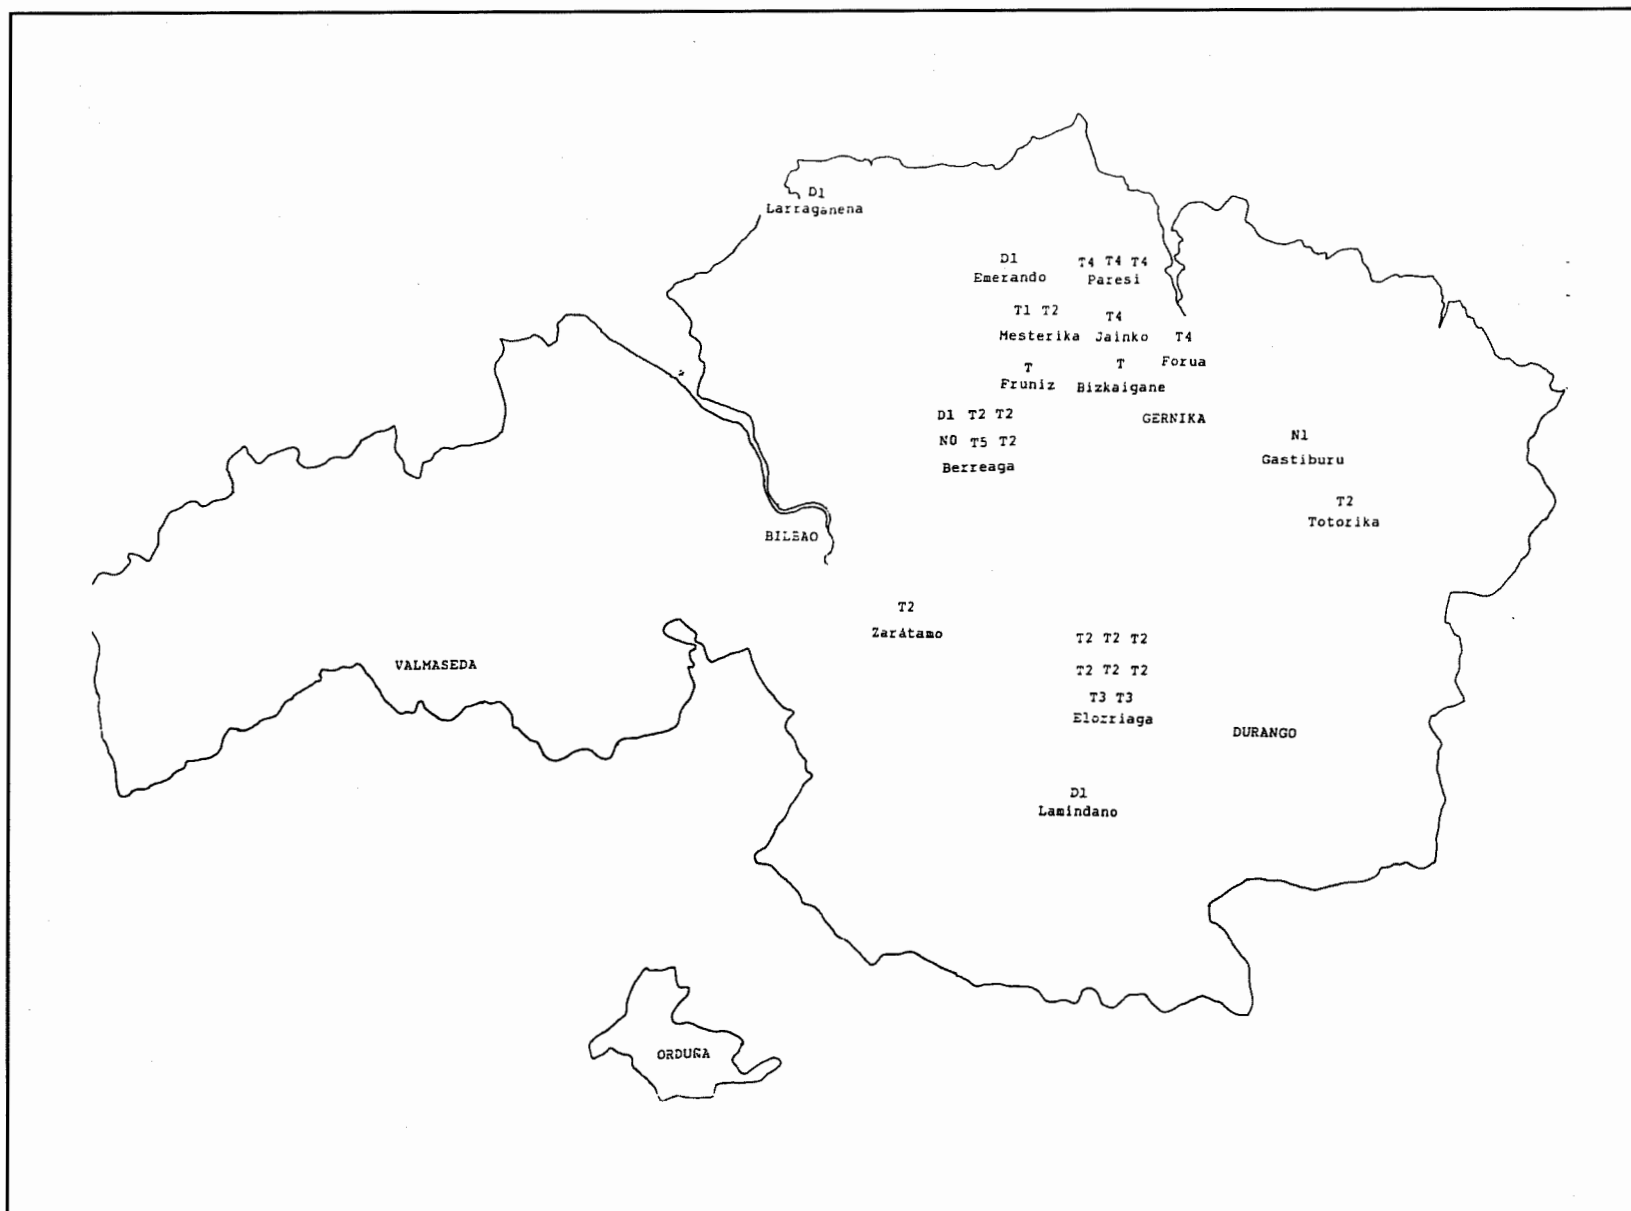 D1
Larraganena
D1
Emerando
T4 T4 T4
Paresi
T1 T2
Mesterika
T4
Jainko
T4
Forua
T
Fruniz
T
Bizkaigane
D1 T2 T2
N0 T5 T2
Berreaga
GERNIKA
N1
Gastiburu
T2
Totorika
BILBAO
T2
Zarátamo
T2 T2 T2
T2 T2 T2
T3 T3
Elorriaga
VALMASEDA
DURANGO
D1
Lamindano
ORDUÑA